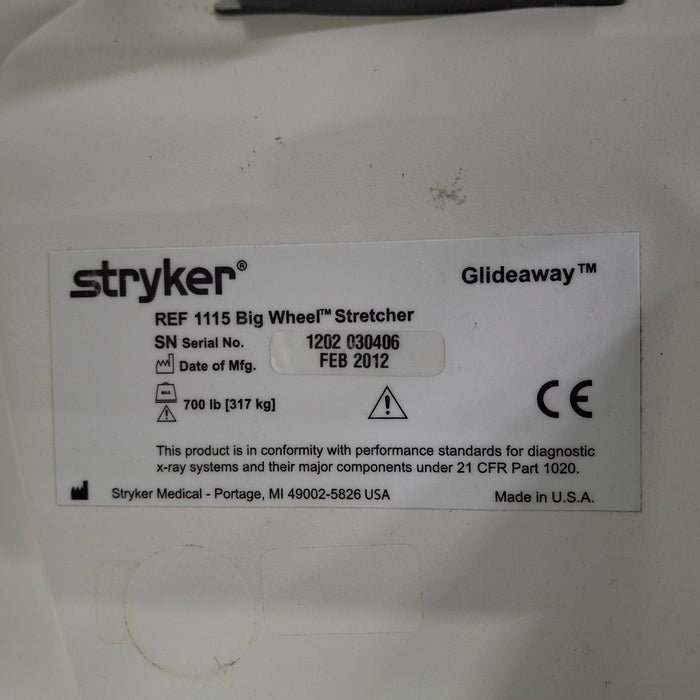 stryker® Glideaway™
REF 1115 Big Wheel™ Stretcher
SN Serial No. 1202 030406
Date of Mfg. FEB 2012
MAX 700 lb [317 kg]
CE
This product is in conformity with performance standards for diagnostic
x-ray systems and their major components under 21 CFR Part 1020.
Stryker Medical - Portage, MI 49002-5826 USA Made in U.S.A.